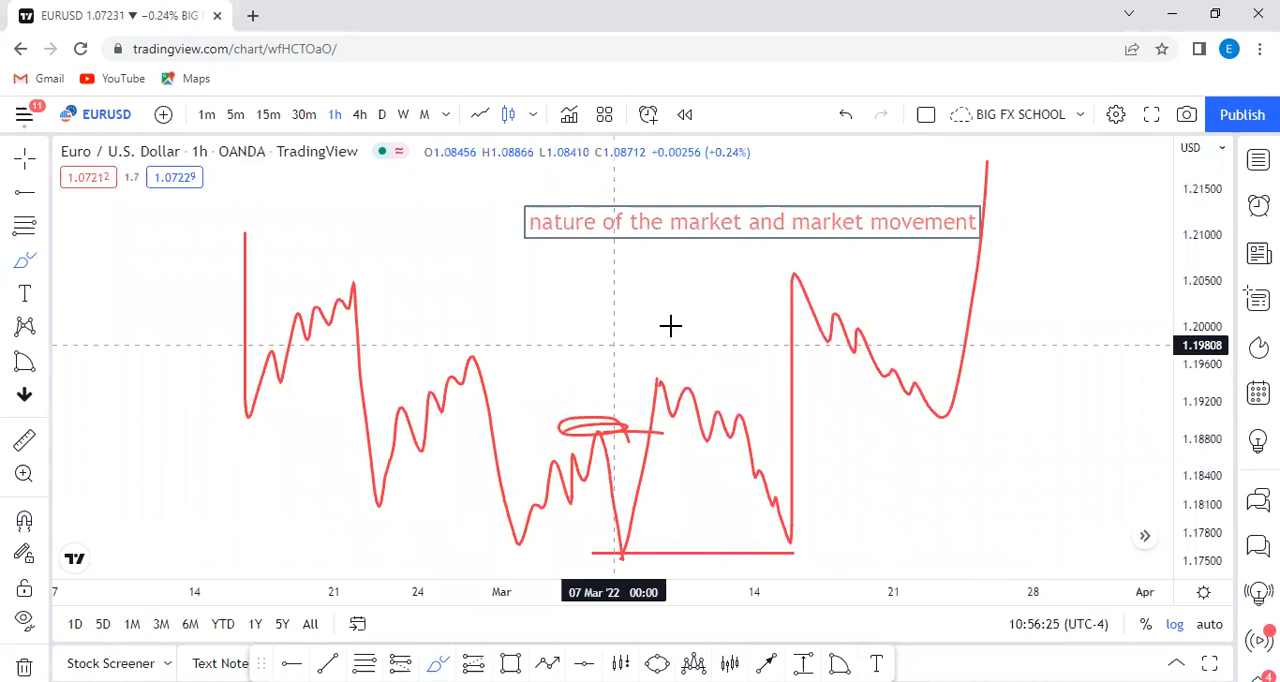 EURUSD 1.07231 ▼ −0.24% BIG
tradingview.com/chart/wfHCTOaO/
E
Gmail YouTube Maps
11
EURUSD 1m 5m 15m 30m 1h 4h D W M BIG FX SCHOOL Publish
Euro / U.S. Dollar · 1h · OANDA · TradingView O1.08456 H1.08866 L1.08410 C1.08712 +0.00256 (+0.24%) USD
1.07212 1.7 1.07229
1.21500
nature of the market and market movement
1.21000
1.20500
1.20000
1.19808
1.19600
1.19200
1.18800
1.18400
1.18100
1.17800
1.17500
7 14 21 24 Mar 07 Mar '22 00:00 14 21 28 Apr
1D 5D 1M 3M 6M YTD 1Y 5Y All 10:56:25 (UTC-4) % log auto
Stock Screener Text Note
4